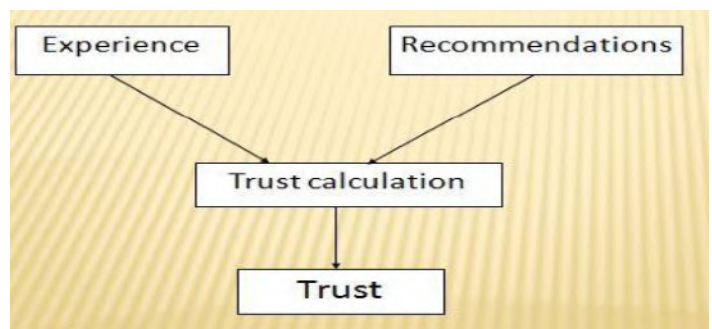 Experience
Recommendations
Trust calculation
Trust